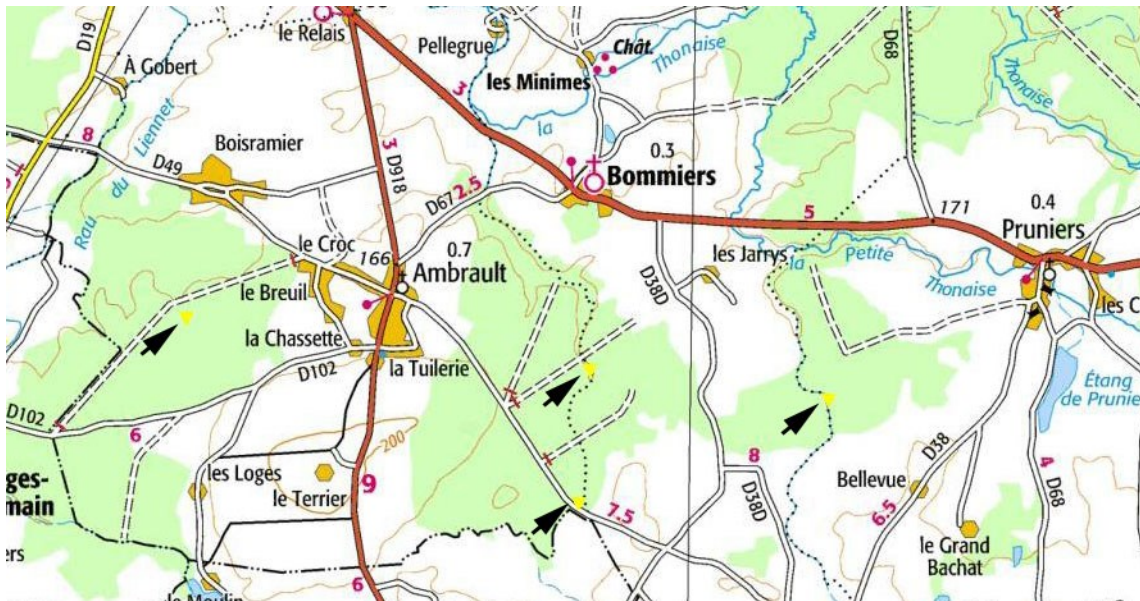 le Relais
D19
À Gobert
8
Rau du Liennet
Boisramier
D49
3
D918
Pellegrue
3
les Minimes
Chât.
Thonaise
la
D68
Thonaise
0.3
Bommiers
D67
2.5
5
171
0.4
Pruniers
le Croc
166
0.7
Ambrault
le Breuil
la Chassette
D102
la Tuilerie
D38D
les Jarrys
la Petite
Thonaise
les C
Étang
de Prunie
D102
6
200
les Loges
le Terrier
9
ges-
main
ers
7.5
8
D38D
D38
Bellevue
6.5
4
D68
le Grand
Bachat
6
Moulin